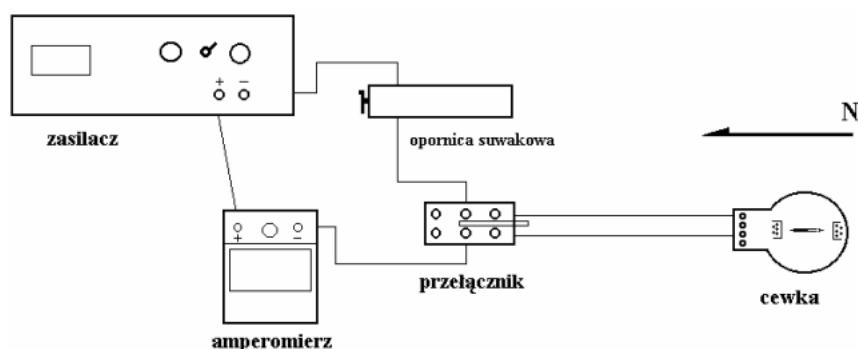 + −
zasilacz
opornica suwakowa
N
+ −
przełącznik
cewka
amperomierz